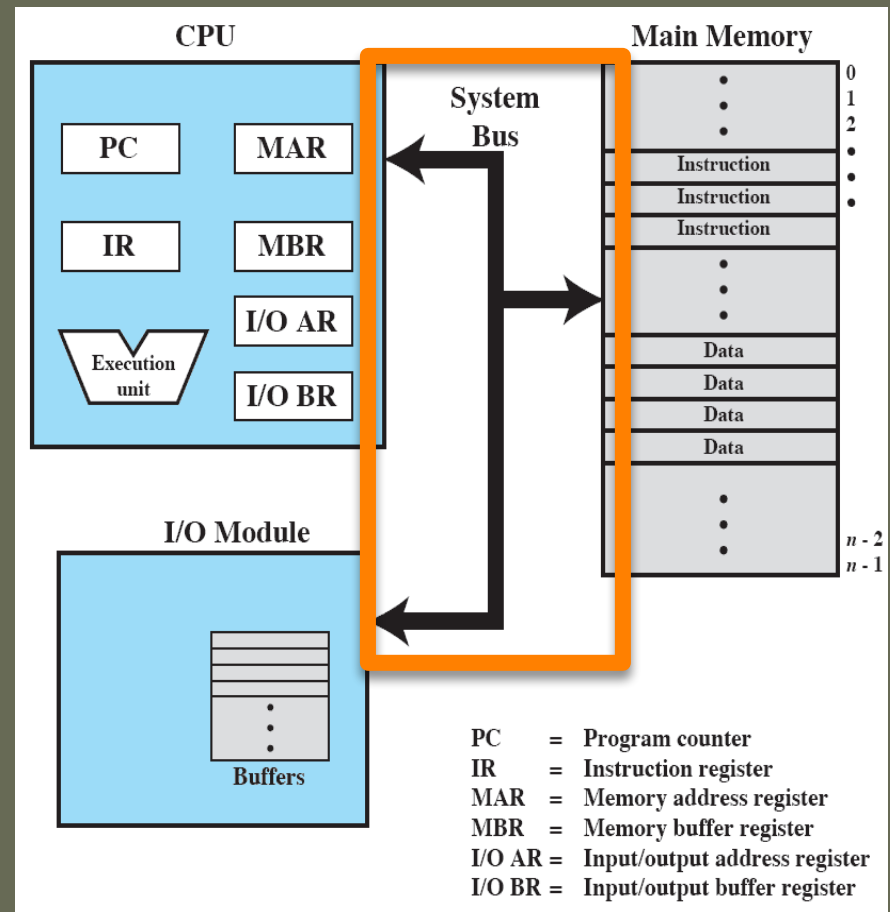 CPU
System
Bus
Main Memory
PC
MAR
IR
MBR
I/O AR
I/O BR
Execution
unit
0
1
2
Instruction
Instruction
Instruction
Data
Data
Data
Data
n - 2
n - 1
I/O Module
Buffers
PC = Program counter
IR = Instruction register
MAR = Memory address register
MBR = Memory buffer register
I/O AR = Input/output address register
I/O BR = Input/output buffer register